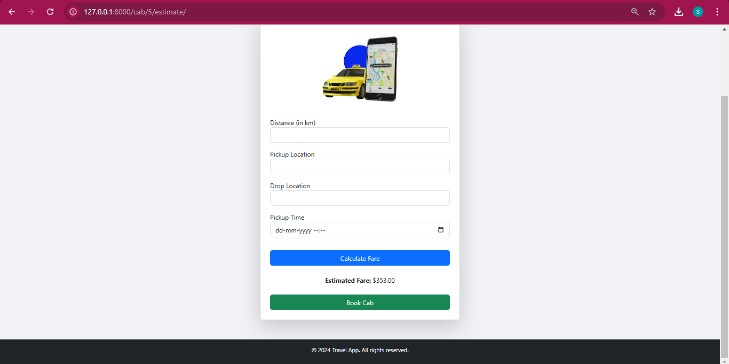 127.0.0.1:8000/cab/5/estimate/
S
Distance (in km)
Pickup Location
Drop Location
Pickup Time
dd-mm-yyyy --:--
Calculate Fare
Estimated Fare: $353.00
Book Cab
© 2024 Travel App. All rights reserved.